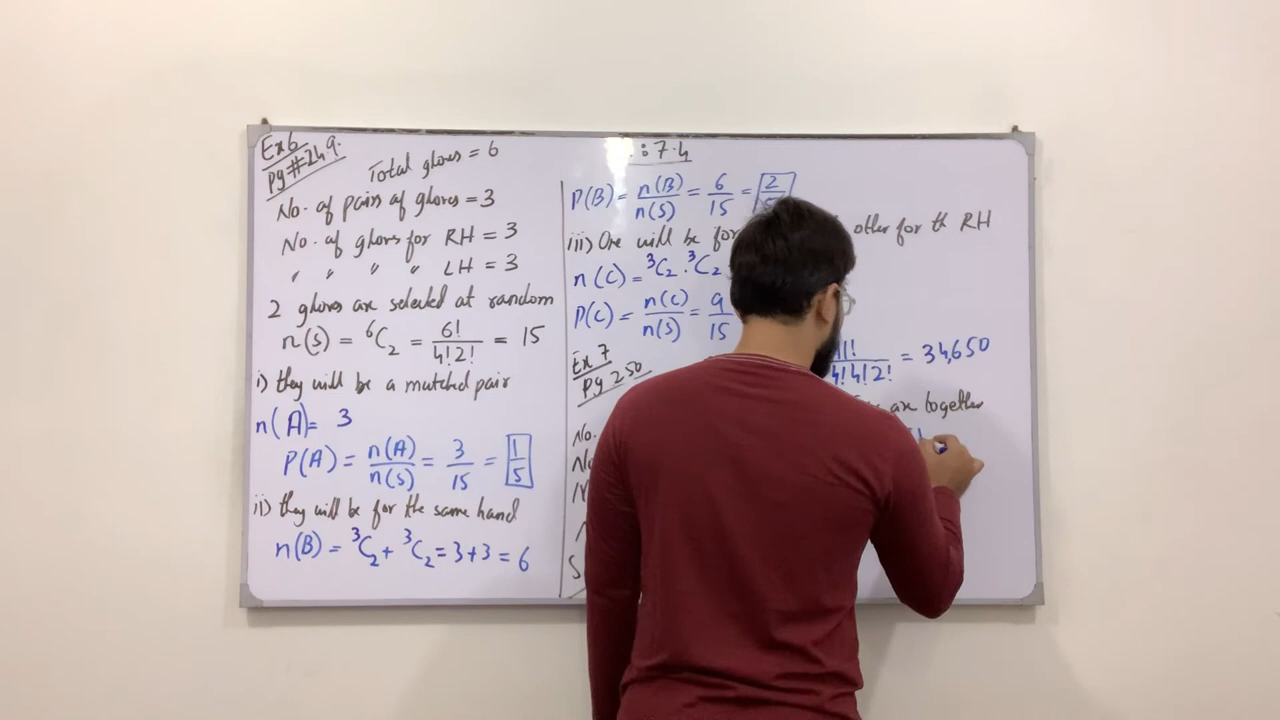 Ex 6
Pg # 249.
Total gloves = 6
No. of pairs of gloves = 3
No. of gloves for RH = 3
" " " " LH = 3
2 gloves are selected at random
n(s) = ⁶C₂ = 6!/4!2! = 15
i) they will be a matched pair
n(A) = 3
P(A) = n(A)/n(s) = 3/15 = 1/5
ii) they will be for the same hand
n(B) = ³C₂ + ³C₂ = 3+3 = 6
: 7.4
P(B) = n(B)/n(s) = 6/15 = 2/5
iii) One will be for other for th RH
n(C) = ³C₂ . ³C₂
P(C) = n(C)/n(s) = 9/15
Ex 7
Pg 250
No.
No
11!/4!4!2! = 34,650
are together
S